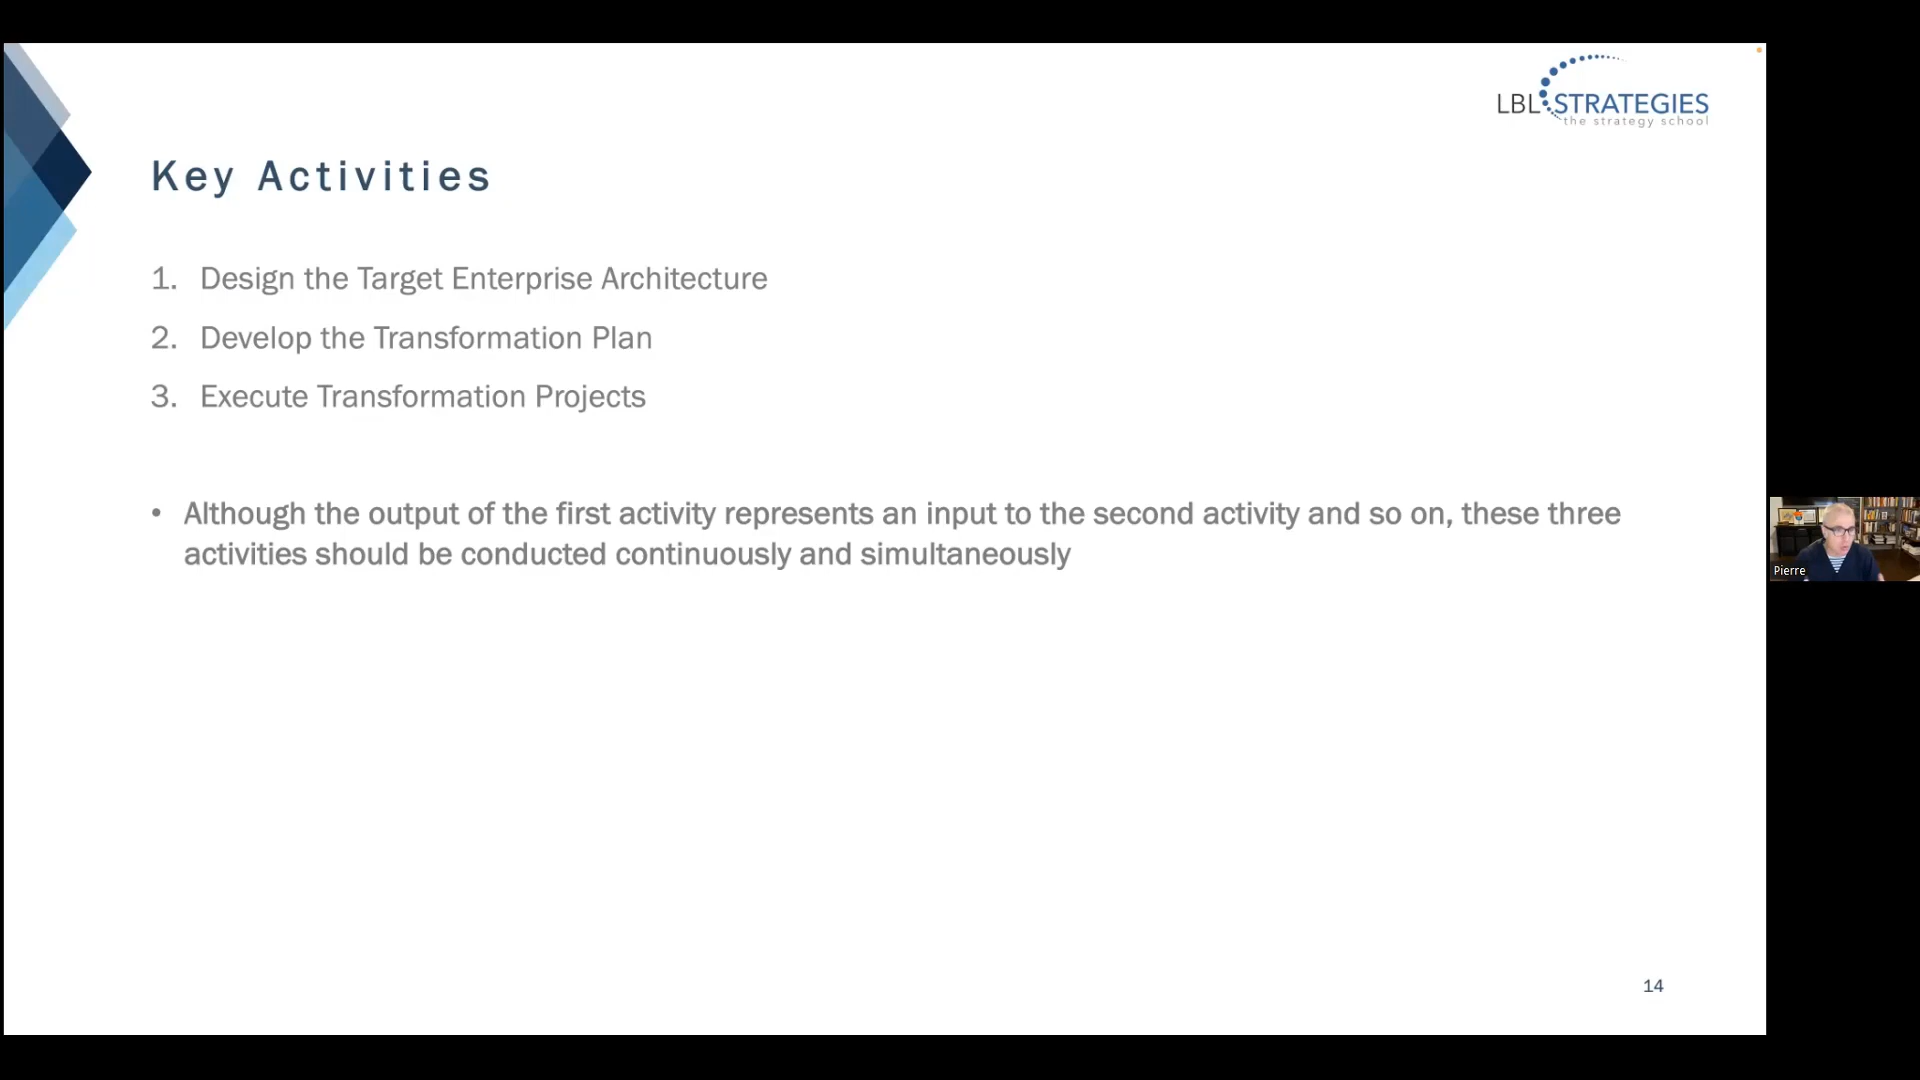 LBL STRATEGIES
the strategy school
Key Activities
1. Design the Target Enterprise Architecture
2. Develop the Transformation Plan
3. Execute Transformation Projects
• Although the output of the first activity represents an input to the second activity and so on, these three
activities should be conducted continuously and simultaneously
Pierre
14